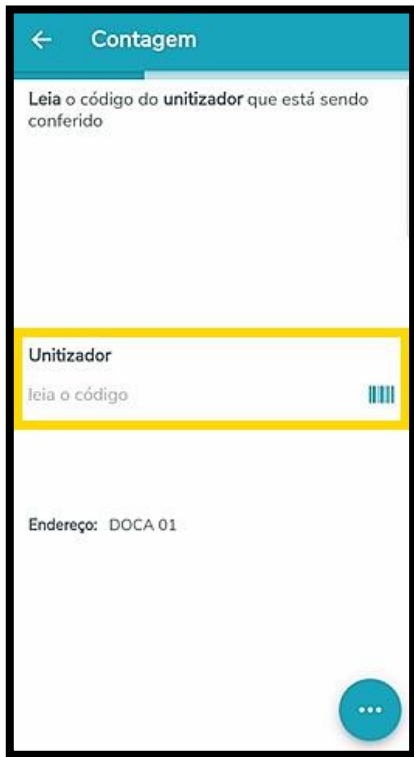 Contagem
Leia o código do unitizador que está sendo
conferido
Unitizador
leia o código
Endereço: DOCA 01